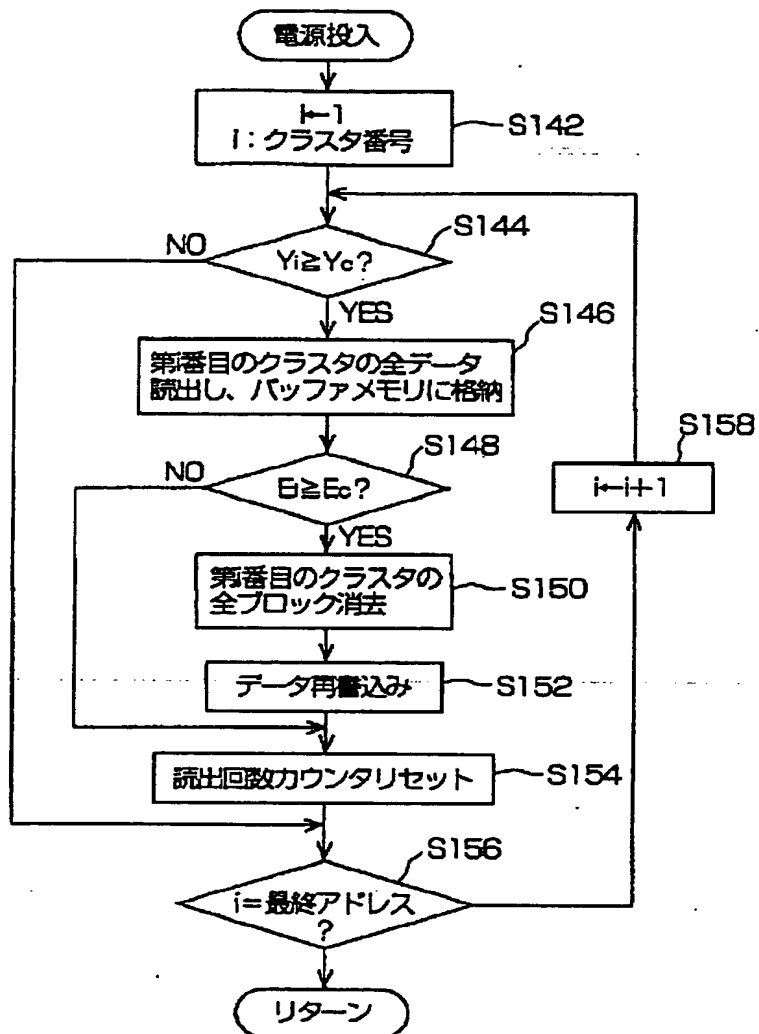 電源投入
i←1
i:クラスタ番号
S142
S144
NO
Yi≧Yc?
YES
S146
第i番目のクラスタの全データ
読出し、バッファメモリに格納
S148
S158
NO
Ei≧Ec?
i←i+1
YES
第i番目のクラスタの
全ブロック消去
S150
データ再書込み
S152
読出回数カウンタリセット
S154
S156
i=最終アドレス
?
リターン